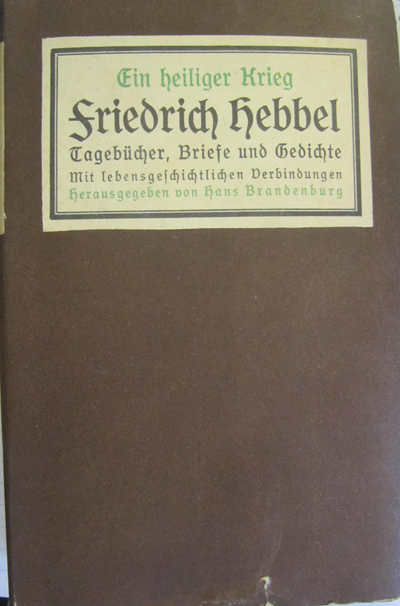 Ein heiliger Krieg
Friedrich Hebbel
Tagebücher, Briefe und Gedichte
Mit lebensgeschichtlichen Verbindungen
Herausgegeben von Hans Brandenburg